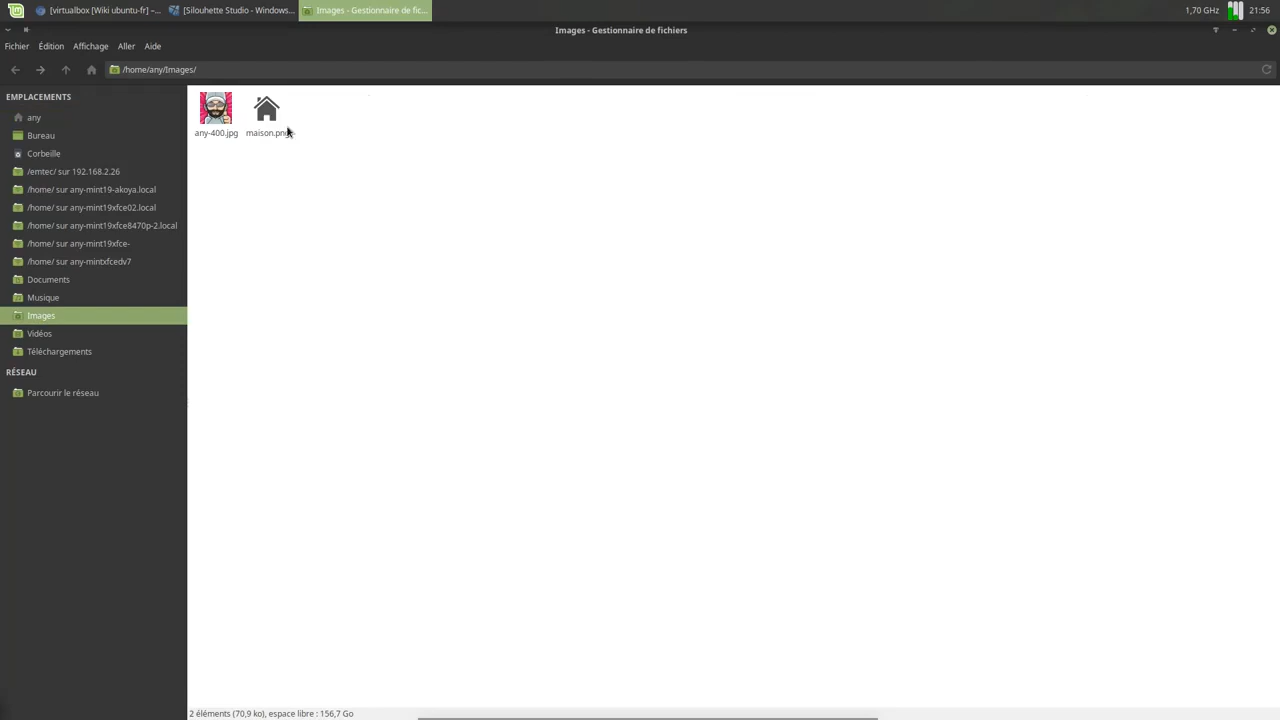 [virtualbox [Wiki ubuntu-fr] –...
[Silouhette Studio - Windows...
Images - Gestionnaire de fic...
1,70 GHz
21:56
Images - Gestionnaire de fichiers
Fichier Édition Affichage Aller Aide
/home/any/Images/
EMPLACEMENTS
any
Bureau
Corbeille
/emtec/ sur 192.168.2.26
/home/ sur any-mint19-akoya.local
/home/ sur any-mint19xfce02.local
/home/ sur any-mint19xfce8470p-2.local
/home/ sur any-mint19xfce-
/home/ sur any-mintxfcedv7
Documents
Musique
Images
Vidéos
Téléchargements
RÉSEAU
Parcourir le réseau
any-400.jpg
maison.png
2 éléments (70,9 ko), espace libre : 156,7 Go